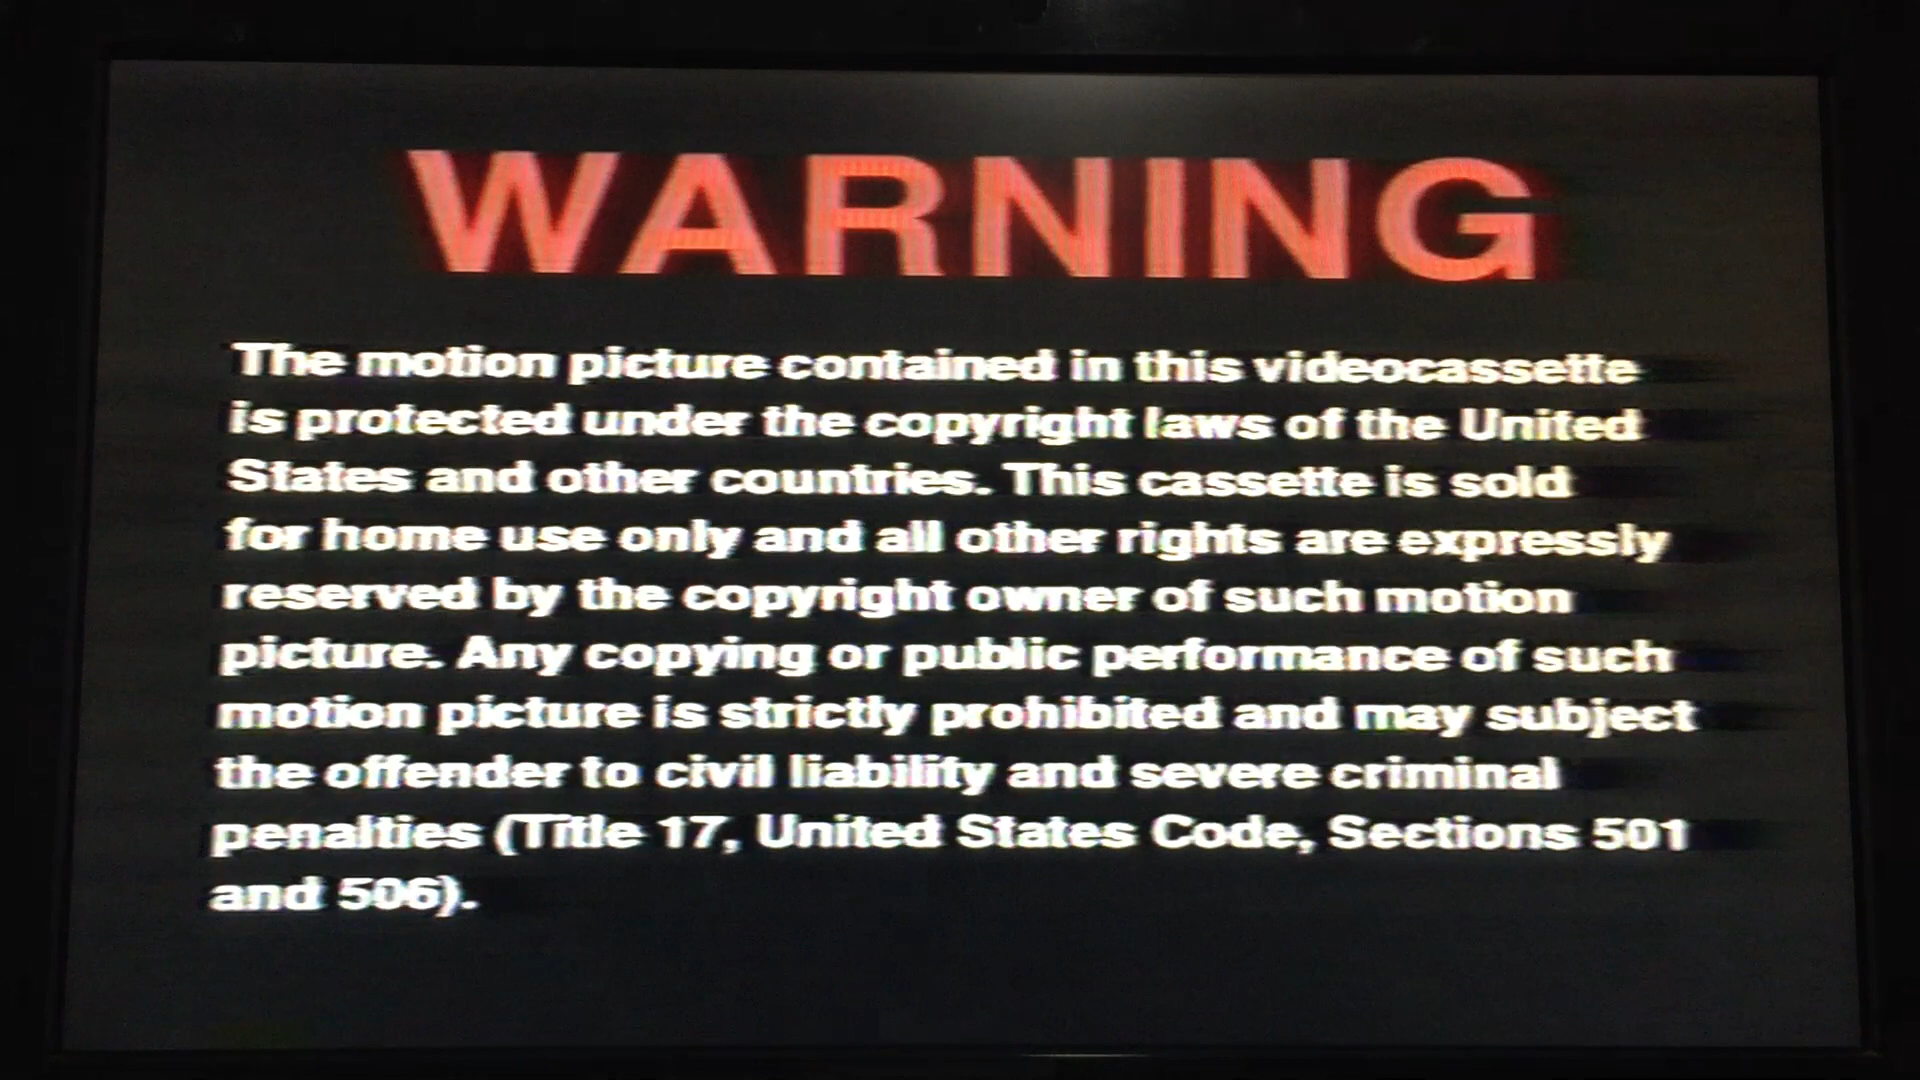 WARNING
The motion picture contained in this videocassette
is protected under the copyright laws of the United
States and other countries. This cassette is sold
for home use only and all other rights are expressly
reserved by the copyright owner of such motion
picture. Any copying or public performance of such
motion picture is strictly prohibited and may subject
the offender to civil liability and severe criminal
penalties (Title 17, United States Code, Sections 501
and 506).